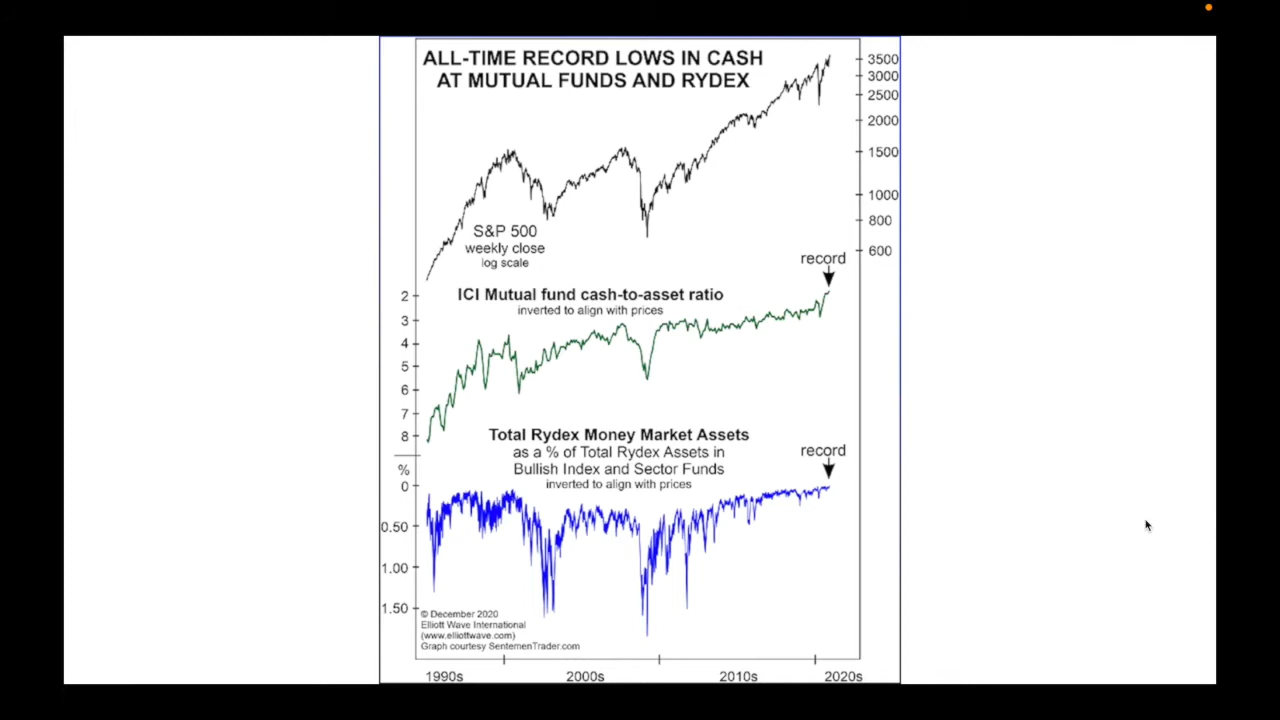 ALL-TIME RECORD LOWS IN CASH
AT MUTUAL FUNDS AND RYDEX
3500
3000
2500
2000
1500
1000
800
600
S&P 500
weekly close
log scale
record
ICI Mutual fund cash-to-asset ratio
inverted to align with prices
2
3
4
5
6
7
8
%
Total Rydex Money Market Assets
as a % of Total Rydex Assets in
Bullish Index and Sector Funds
inverted to align with prices
record
0
0.50
1.00
1.50
© December 2020
Elliott Wave International
(www.elliottwave.com)
Graph courtesy SentemenTrader.com
1990s 2000s 2010s 2020s